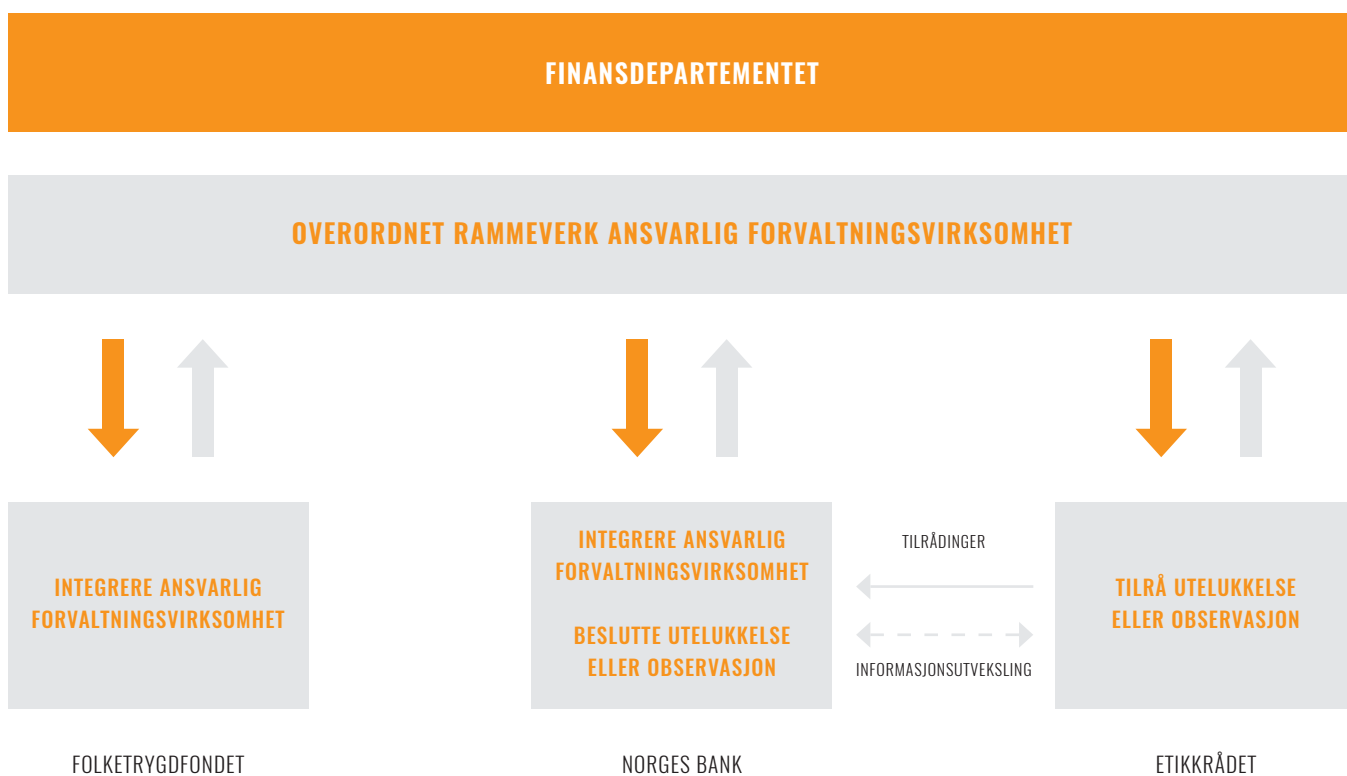 FINANSDEPARTEMENTET
OVERORDNET RAMMEVERK ANSVARLIG FORVALTNINGSVIRKSOMHET
INTEGRERE ANSVARLIG
FORVALTNINGSVIRKSOMHET
INTEGRERE ANSVARLIG
FORVALTNINGSVIRKSOMHET
BESLUTTE UTELUKKELSE
ELLER OBSERVASJON
TILRÅDINGER
INFORMASJONSUTVEKSLING
TILRÅ UTELUKKELSE
ELLER OBSERVASJON
FOLKETRYGDFONDET
NORGES BANK
ETIKKRÅDET